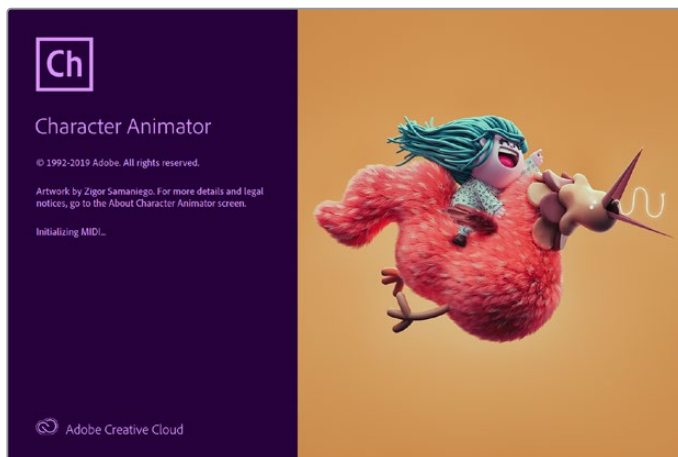 Ch
Character Animator
© 1992-2019 Adobe. All rights reserved.
Artwork by Zigor Samaniego. For more details and legal
notices, go to the About Character Animator screen.
Initializing MIDI...
Adobe Creative Cloud